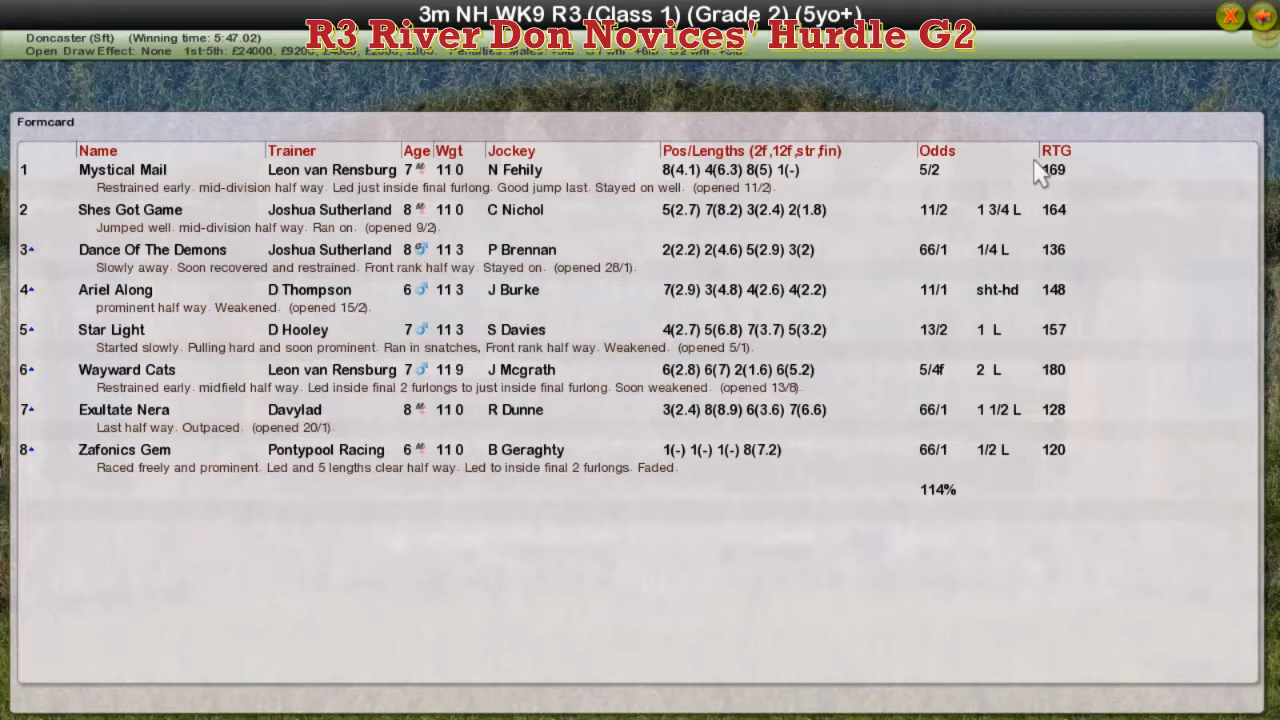 3m NH WK9 R3 (Class 1) (Grade 2) (5yo+)
R3 River Don Novices' Hurdle G2
Doncaster (Sft) (Winning time: 5:47.02)
Open Draw Effect: None 1st-5th: £24000, £9200,
Formcard
Name Trainer Age Wgt Jockey Pos/Lengths (2f,12f,str,fin) Odds RTG
1 Mystical Mail Leon van Rensburg 7 11 0 N Fehily 8(4.1) 4(6.3) 8(5) 1(-) 5/2 169
Restrained early. mid-division half way. Led just inside final furlong. Good jump last. Stayed on well. (opened 11/2).
2 Shes Got Game Joshua Sutherland 8 11 0 C Nichol 5(2.7) 7(8.2) 3(2.4) 2(1.8) 11/2 1 3/4 L 164
Jumped well. mid-division half way. Ran on. (opened 9/2).
3 Dance Of The Demons Joshua Sutherland 8 11 3 P Brennan 2(2.2) 2(4.6) 5(2.9) 3(2) 66/1 1/4 L 136
Slowly away. Soon recovered and restrained. Front rank half way. Stayed on. (opened 28/1).
4 Ariel Along D Thompson 6 11 3 J Burke 7(2.9) 3(4.8) 4(2.6) 4(2.2) 11/1 sht-hd 148
prominent half way. Weakened. (opened 15/2).
5 Star Light D Hooley 7 11 3 S Davies 4(2.7) 5(6.8) 7(3.7) 5(3.2) 13/2 1 L 157
Started slowly. Pulling hard and soon prominent. Ran in snatches, Front rank half way. Weakened. (opened 5/1).
6 Wayward Cats Leon van Rensburg 7 11 9 J Mcgrath 6(2.8) 6(7) 2(1.6) 6(5.2) 5/4f 2 L 180
Restrained early. midfield half way. Led inside final 2 furlongs to just inside final furlong. Soon weakened. (opened 13/8).
7 Exultate Nera Davylad 8 11 0 R Dunne 3(2.4) 8(8.9) 6(3.6) 7(6.6) 66/1 1 1/2 L 128
Last half way. Outpaced. (opened 20/1).
8 Zafonics Gem Pontypool Racing 6 11 0 B Geraghty 1(-) 1(-) 1(-) 8(7.2) 66/1 1/2 L 120
Raced freely and prominent. Led and 5 lengths clear half way. Led to inside final 2 furlongs. Faded.
114%